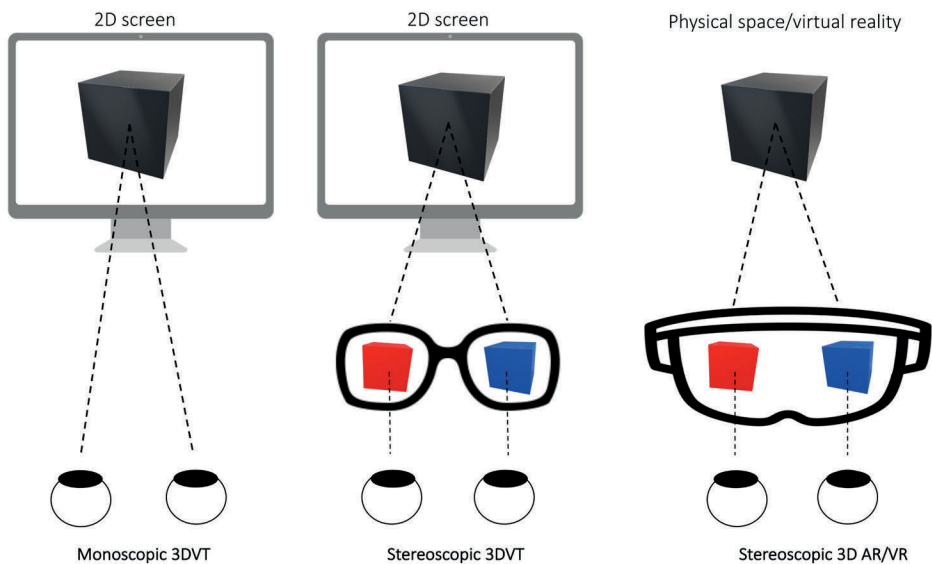 2D screen
2D screen
Physical space/virtual reality
Monoscopic 3DVT
Stereoscopic 3DVT
Stereoscopic 3D AR/VR